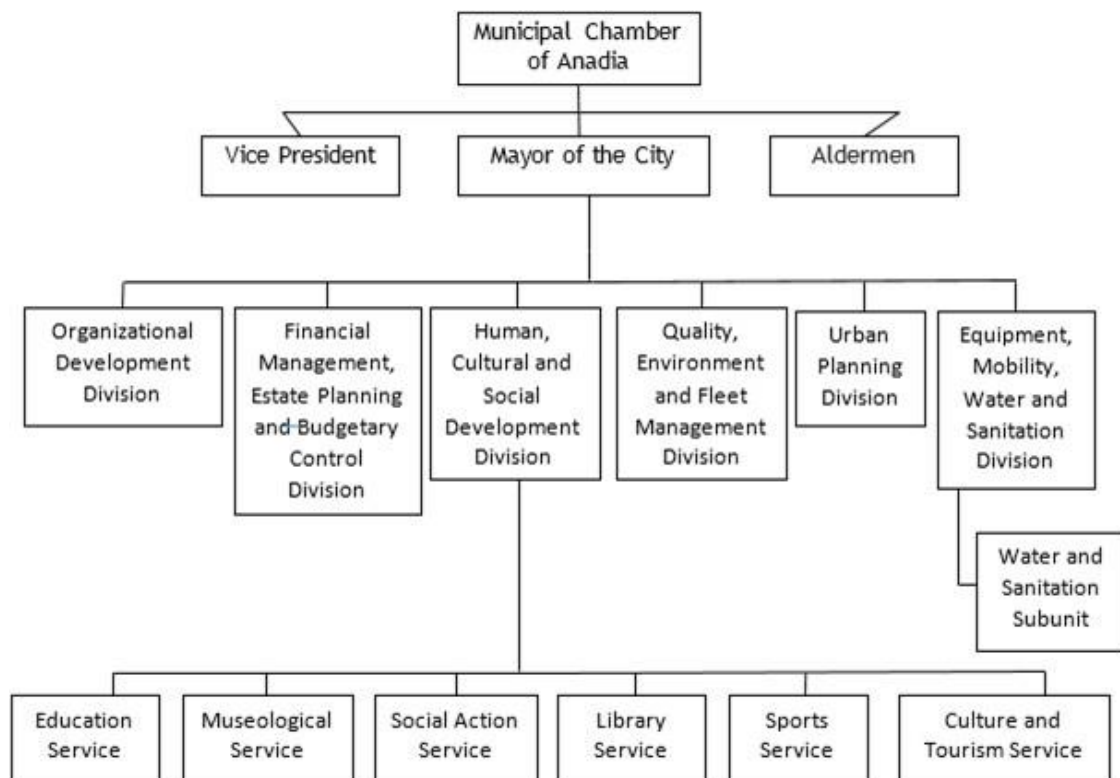 Municipal Chamber
of Anadia
Vice President
Mayor of the City
Aldermen
Organizational
Development
Division
Financial
Management,
Estate Planning
and Budgetary
Control
Division
Human,
Cultural and
Social
Development
Division
Quality,
Environment
and Fleet
Management
Division
Urban
Planning
Division
Equipment,
Mobility,
Water and
Sanitation
Division
Water and
Sanitation
Subunit
Education
Service
Museological
Service
Social Action
Service
Library
Service
Sports
Service
Culture and
Tourism Service